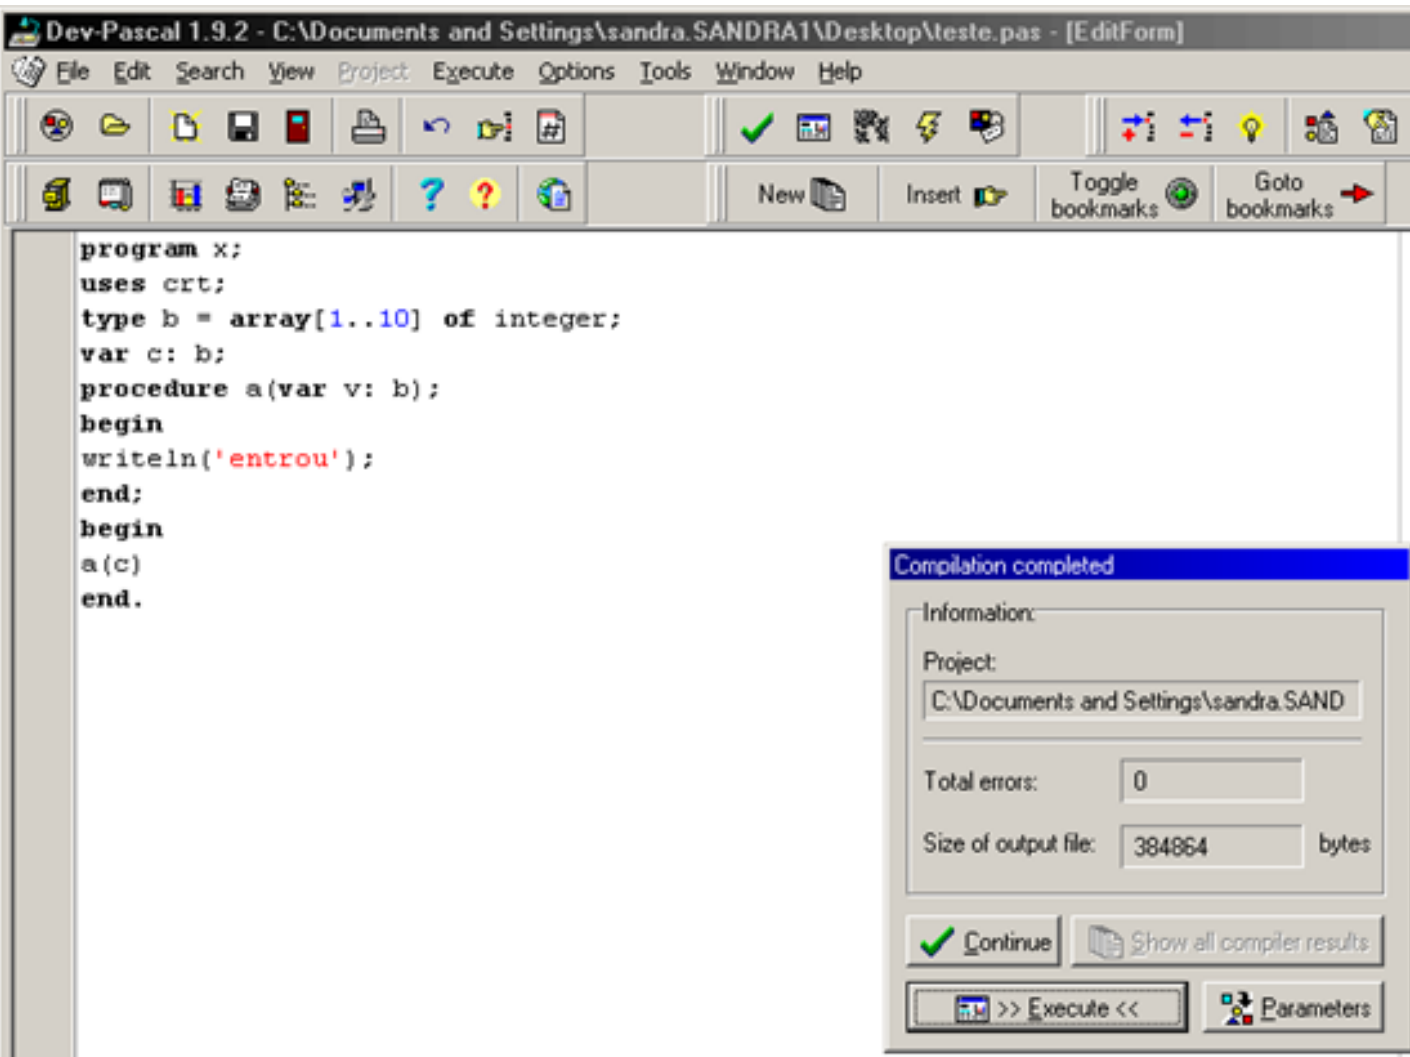 Dev-Pascal 1.9.2 - C:\Documents and Settings\sandra.SANDRA1\Desktop\teste.pas - [EditForm]
File Edit Search View Project Execute Options Tools Window Help
New Insert Toggle bookmarks Goto bookmarks
program x;
uses crt;
type b = array[1..10] of integer;
var c: b;
procedure a(var v: b);
begin
writeln('entrou');
end;
begin
a(c)
end.
Compilation completed
Information:
Project:
C:\Documents and Settings\sandra.SAND
Total errors: 0
Size of output file: 384864 bytes
Continue Show all compiler results
>> Execute << Parameters